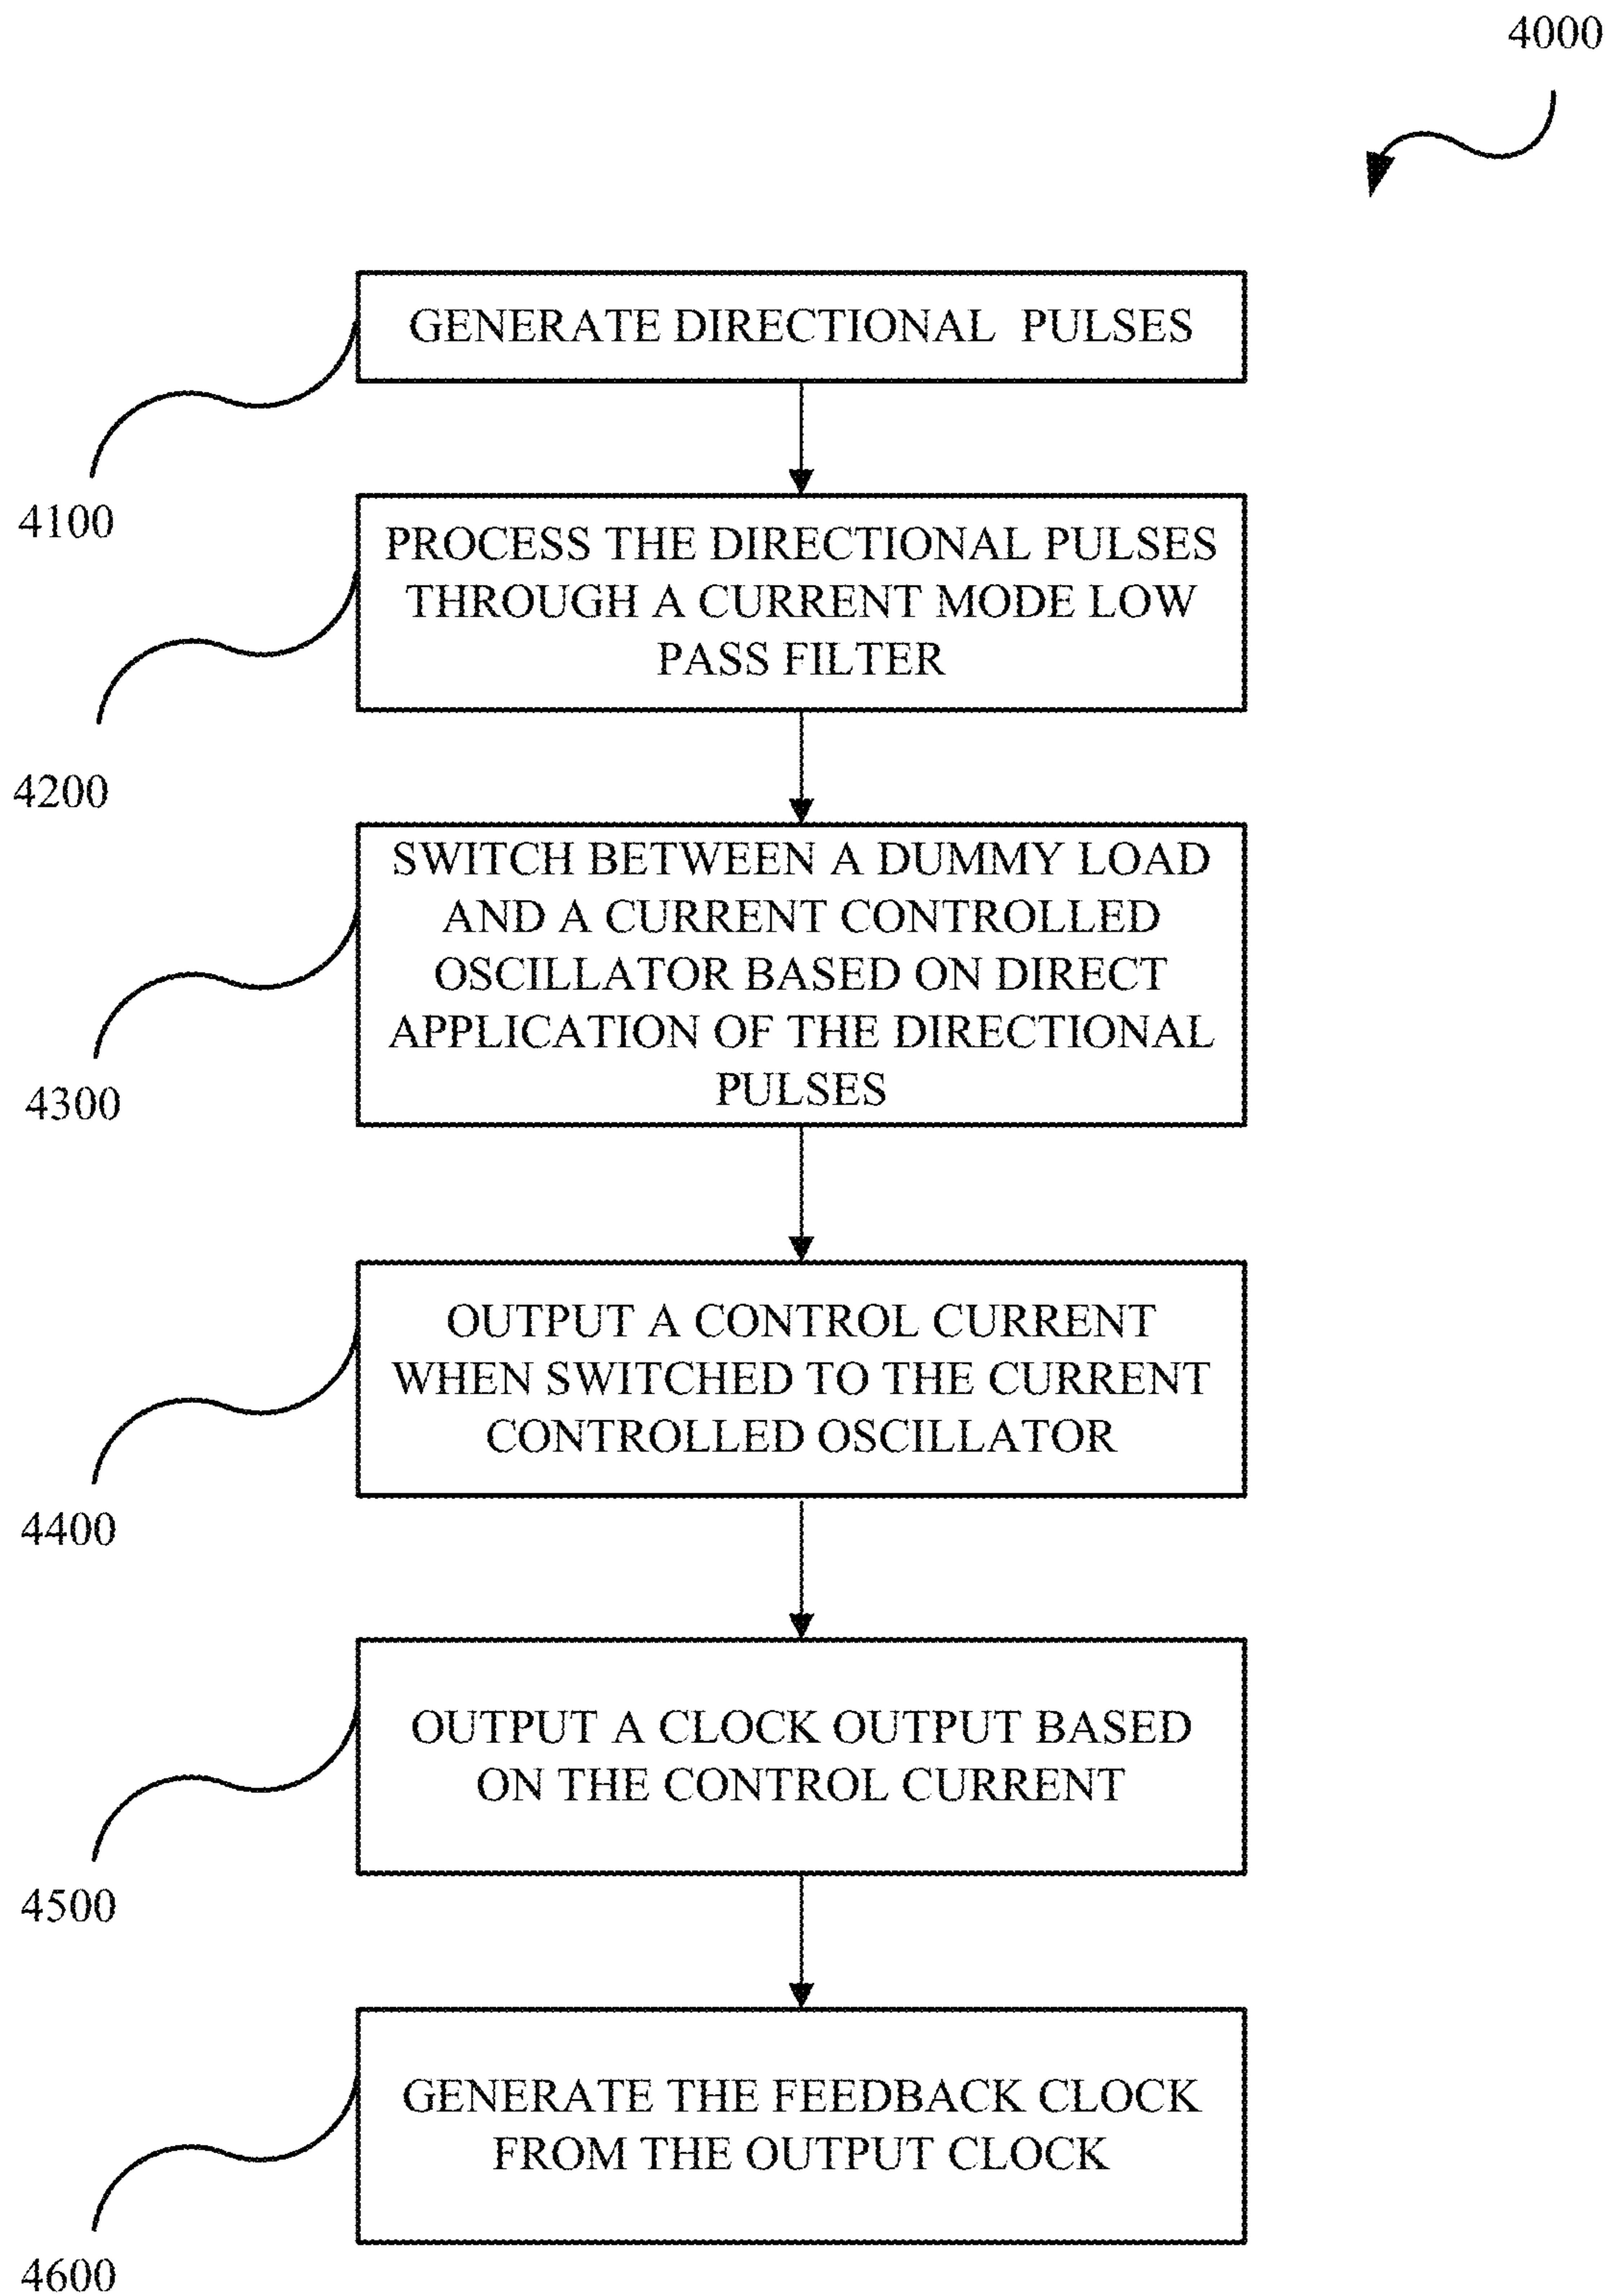 4000
GENERATE DIRECTIONAL PULSES
4100
PROCESS THE DIRECTIONAL PULSES
THROUGH A CURRENT MODE LOW
PASS FILTER
4200
SWITCH BETWEEN A DUMMY LOAD
AND A CURRENT CONTROLLED
OSCILLATOR BASED ON DIRECT
APPLICATION OF THE DIRECTIONAL
PULSES
4300
OUTPUT A CONTROL CURRENT
WHEN SWITCHED TO THE CURRENT
CONTROLLED OSCILLATOR
4400
OUTPUT A CLOCK OUTPUT BASED
ON THE CONTROL CURRENT
4500
GENERATE THE FEEDBACK CLOCK
FROM THE OUTPUT CLOCK
4600